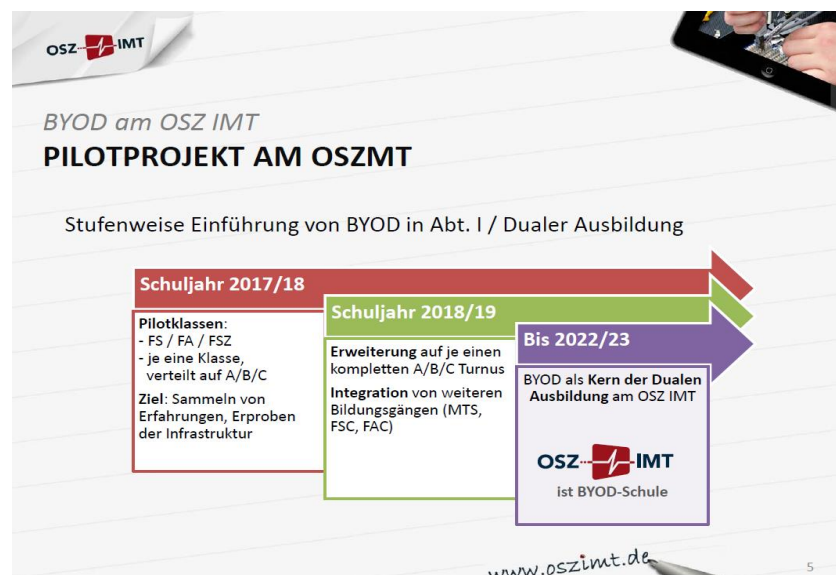 OSZ IMT
BYOD am OSZ IMT
PILOTPROJEKT AM OSZMT
Stufenweise Einführung von BYOD in Abt. I / Dualer Ausbildung
Schuljahr 2017/18
Pilotklassen:
- FS / FA / FSZ
- je eine Klasse,
verteilt auf A/B/C
Ziel: Sammeln von
Erfahrungen, Erproben
der Infrastruktur
Schuljahr 2018/19
Erweiterung auf je einen
kompletten A/B/C Turnus
Integration von weiteren
Bildungsgängen (MTS,
FSC, FAC)
Bis 2022/23
BYOD als Kern der Dualen
Ausbildung am OSZ IMT
OSZ IMT
ist BYOD-Schule
www.oszimt.de
5